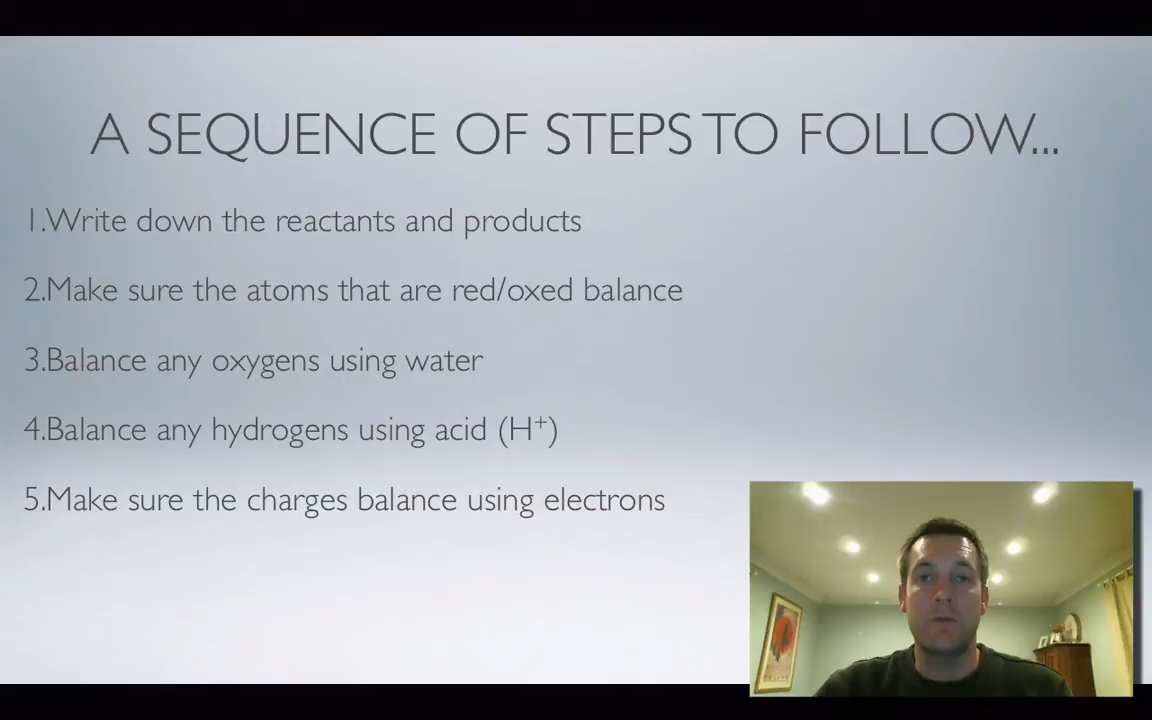 A SEQUENCE OF STEPS TO FOLLOW...
1.Write down the reactants and products
2.Make sure the atoms that are red/oxed balance
3.Balance any oxygens using water
4.Balance any hydrogens using acid (H⁺)
5.Make sure the charges balance using electrons